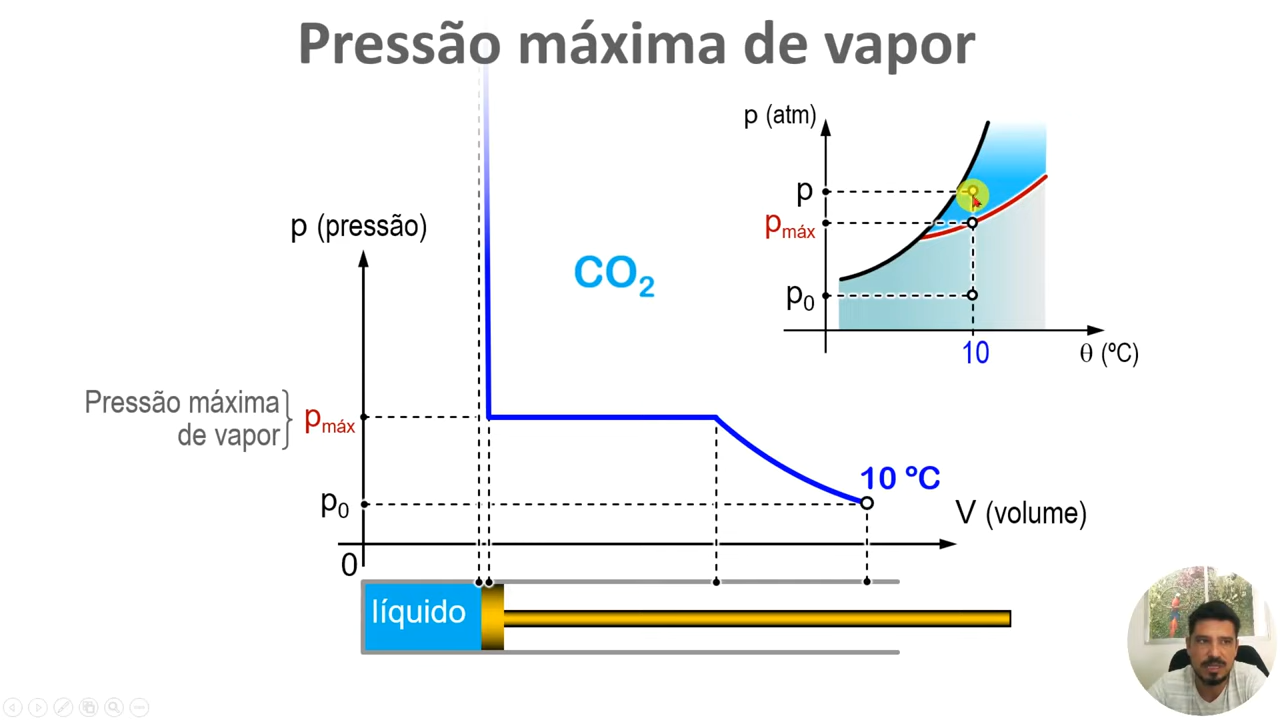 Pressão máxima de vapor
p (atm)
p
pmáx
p0
10
θ (ºC)
p (pressão)
CO2
Pressão máxima
de vapor
pmáx
10 ºC
p0
V (volume)
0
líquido